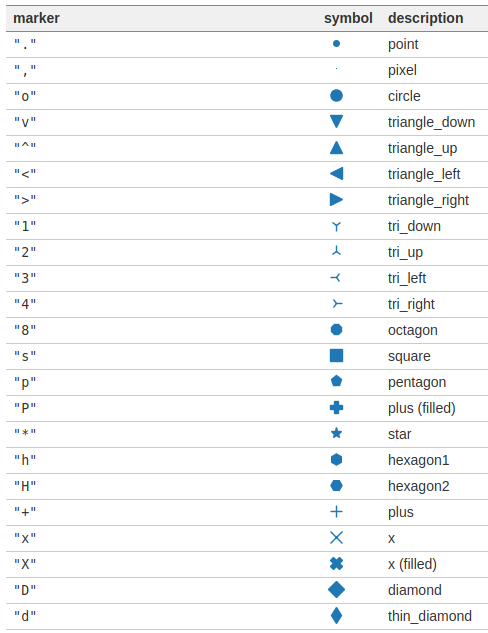 marker symbol description
"." point
"," pixel
"o" circle
"v" triangle_down
"^" triangle_up
"<" triangle_left
">" triangle_right
"1" tri_down
"2" tri_up
"3" tri_left
"4" tri_right
"8" octagon
"s" square
"p" pentagon
"P" plus (filled)
"*" star
"h" hexagon1
"H" hexagon2
"+" plus
"x" x
"X" x (filled)
"D" diamond
"d" thin_diamond